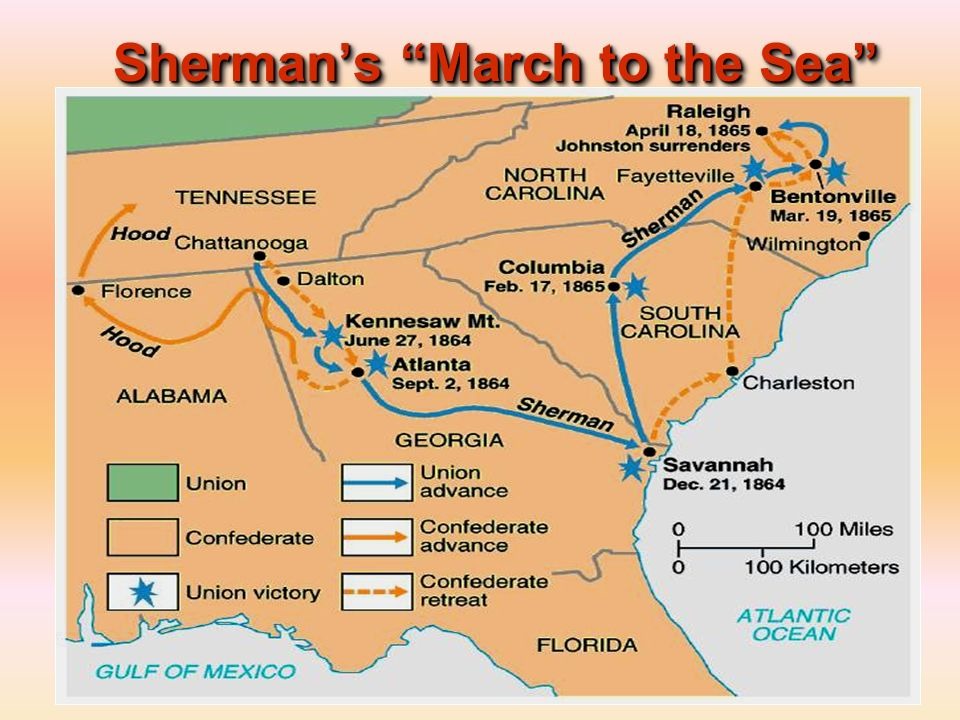 Sherman’s “March to the Sea”
Raleigh
April 18, 1865
Johnston surrenders
NORTH
CAROLINA
Fayetteville
TENNESSEE
Bentonville
Mar. 19, 1865
Hood
Chattanooga
Sherman
Wilmington
Dalton
Columbia
Feb. 17, 1865
Florence
SOUTH
CAROLINA
Kennesaw Mt.
June 27, 1864
Hood
Atlanta
Sept. 2, 1864
Charleston
ALABAMA
Sherman
GEORGIA
Savannah
Dec. 21, 1864
Union
Union
advance
Confederate
Confederate
advance
Union victory
Confederate
retreat
0 100 Miles
0 100 Kilometers
ATLANTIC
OCEAN
FLORIDA
GULF OF MEXICO